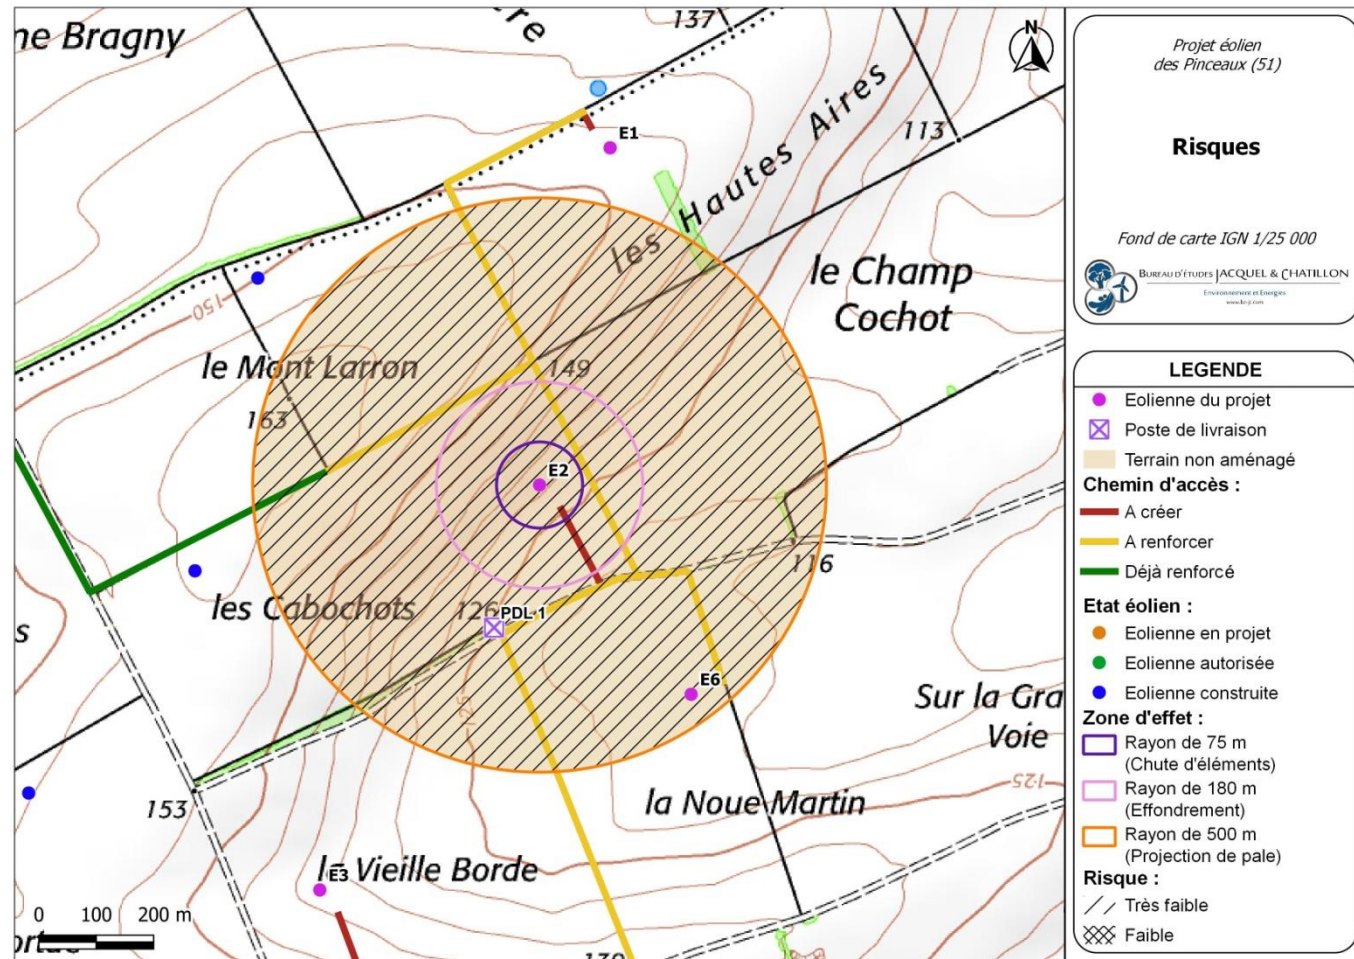 ne Bragny
re
137
E1
les Hautes Aires
113
le Champ
Cochot
150
le Mont Larron
149
163
E2
116
les Cabochots
126
PDL 1
E6
s
125
Sur la Gra
Voie
125
153
la Noue Martin
E3
la Vieille Borde
0 100 200 m
N
Projet éolien
des Pinceaux (51)
Risques
Fond de carte IGN 1/25 000
BUREAU D'ÉTUDES JACQUEL & CHATILLON
Environnement et Energies
LEGENDE
Eolienne du projet
Poste de livraison
Terrain non aménagé
Chemin d'accès :
A créer
A renforcer
Déjà renforcé
Etat éolien :
Eolienne en projet
Eolienne autorisée
Eolienne construite
Zone d'effet :
Rayon de 75 m
(Chute d'éléments)
Rayon de 180 m
(Effondrement)
Rayon de 500 m
(Projection de pale)
Risque :
Très faible
Faible